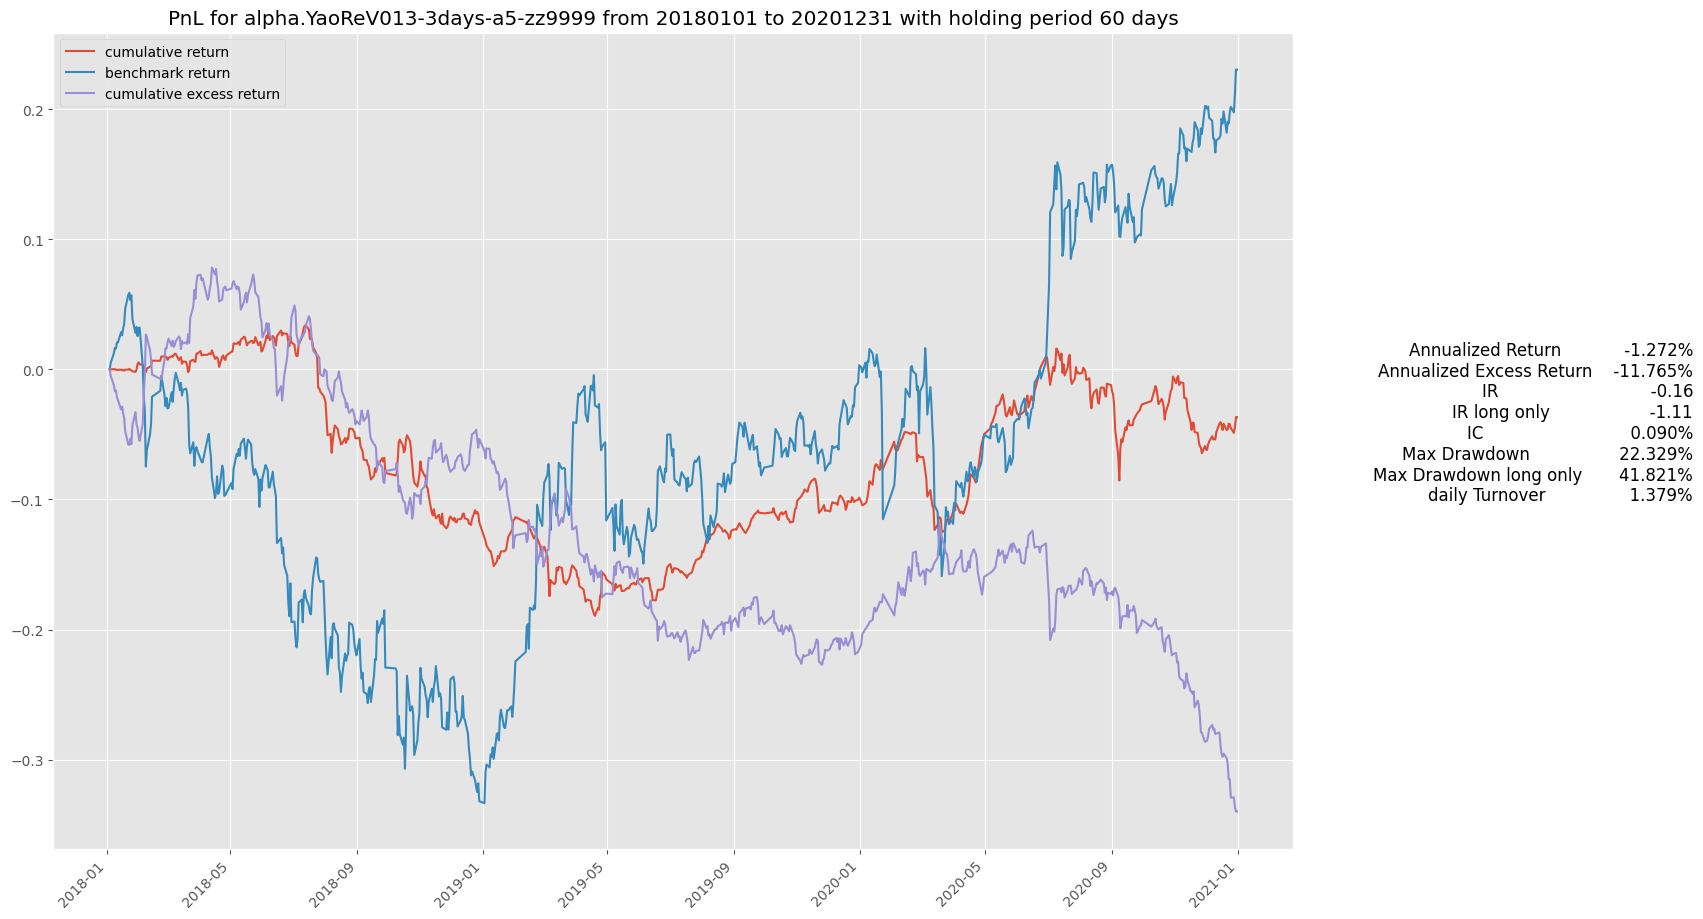 PnL for alpha.YaoReV013-3days-a5-zz9999 from 20180101 to 20201231 with holding period 60 days
cumulative return
benchmark return
cumulative excess return
0.2
0.1
0.0
−0.1
−0.2
−0.3
2018-01
2018-05
2018-09
2019-01
2019-05
2019-09
2020-01
2020-05
2020-09
2021-01
Annualized Return -1.272%
Annualized Excess Return -11.765%
IR -0.16
IR long only -1.11
IC 0.090%
Max Drawdown 22.329%
Max Drawdown long only 41.821%
daily Turnover 1.379%